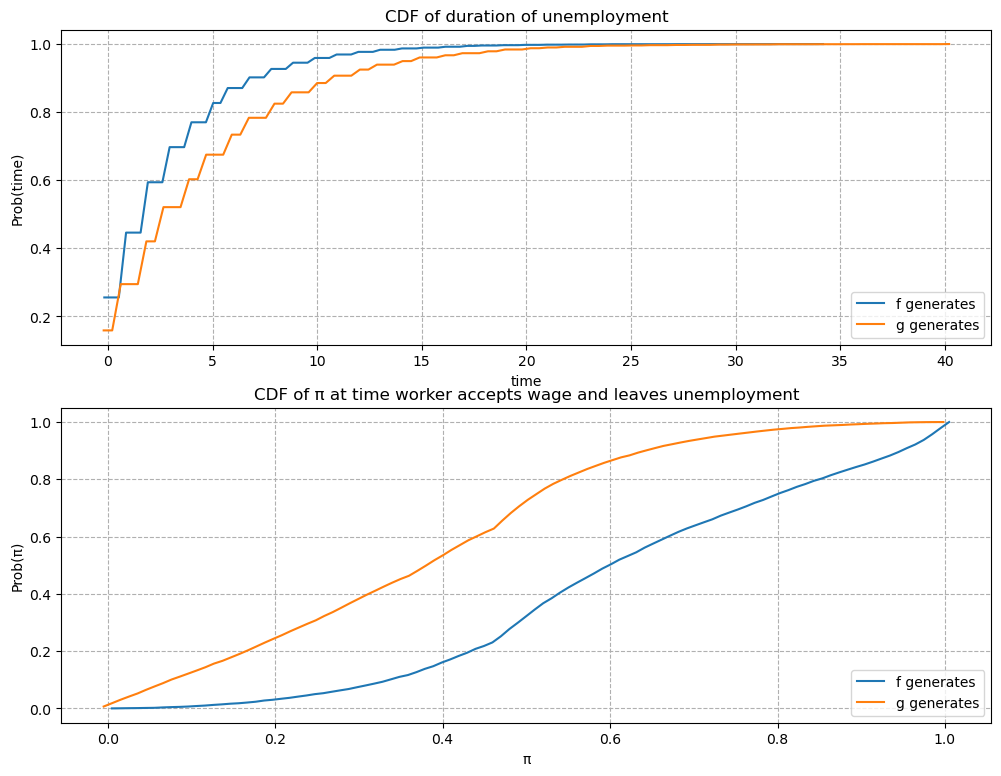 CDF of duration of unemployment
Prob(time)
1.0
0.8
0.6
0.4
0.2
0 5 10 15 20 25 30 35 40
time
f generates
g generates
CDF of π at time worker accepts wage and leaves unemployment
Prob(π)
1.0
0.8
0.6
0.4
0.2
0.0
0.0 0.2 0.4 0.6 0.8 1.0
π
f generates
g generates